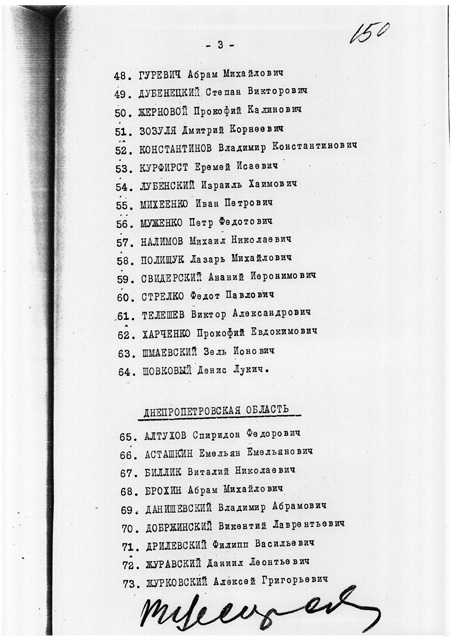 - 3 -
150
48. ГУРЕВИЧ Абрам Михайлович
49. ДУБЕНЕЦКИЙ Степан Викторович
50. ЖЕРНОВОЙ Прокофий Калинович
51. ЗОЗУЛЯ Дмитрий Корнеевич
52. КОНСТАНТИНОВ Владимир Константинович
53. КУРФИРСТ Еремей Исаевич
54. ЛУБЕНСКИЙ Израиль Хаимович
55. МИХЕЕНКО Иван Петрович
56. МУЖЕНКО Петр Федотович
57. НАЛИМОВ Михаил Николаевич
58. ПОЛИЩУК Лазарь Михайлович
59. СВИДЕРСКИЙ Ананий Иеронимович
60. СТРЕЛКО Федот Павлович
61. ТЕЛЕШЕВ Виктор Александрович
62. ХАРЧЕНКО Прокофий Евдокимович
63. ШМАЕВСКИЙ Зель Ионович
64. ШОВКОВЫЙ Денис Лукич.
ДНЕПРОПЕТРОВСКАЯ ОБЛАСТЬ
65. АЛТУХОВ Спиридон Федорович
66. АСТАШКИН Емельян Емельянович
67. БИЛЛИК Виталий Николаевич
68. БРОХИН Абрам Михайлович
69. ДАНИШЕВСКИЙ Владимир Абрамович
70. ДОБРЖИНСКИЙ Викентий Лаврентьевич
71. ДРИЛЕВСКИЙ Филипп Васильевич
72. ЖУРАВСКИЙ Даниил Леонтьевич
73. ЖУРКОВСКИЙ Алексей Григорьевич